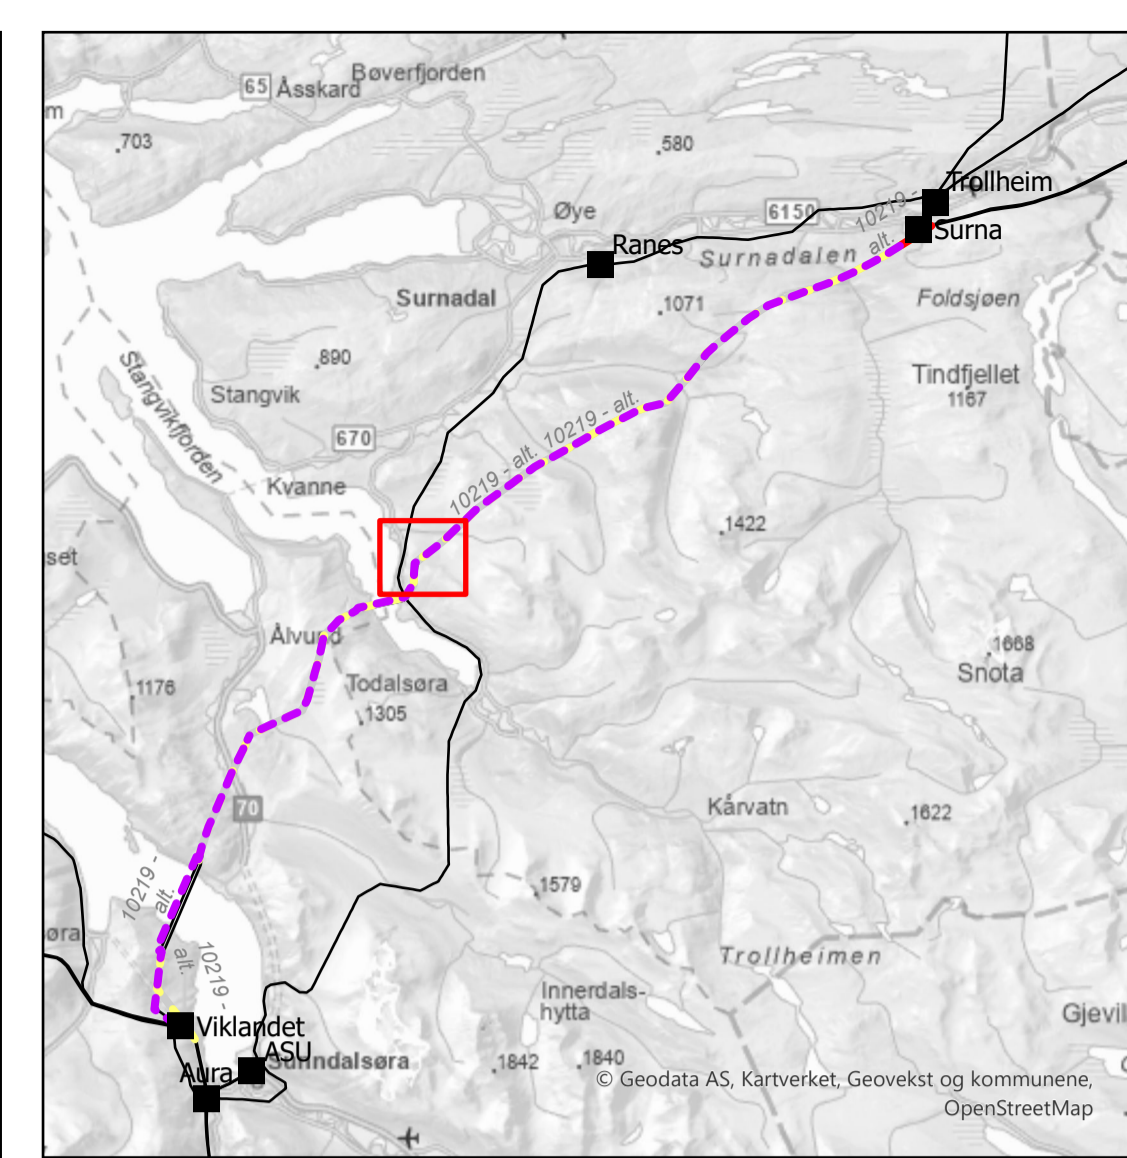 Bøverfjorden
65
Åsskard
m
703
580
Trollheim
10219 -
alt.
Øye
6150
Surna
Ranes
Surnadalen
Surnadal
Foldsjøen
1071
890
Stangvikfjorden
Tindfjellet
1167
Stangvik
10219 - alt.
670
10219 - alt.
Kvanne
1422
set
Ålvund
1668
Snota
Todalsøra
1176
1305
70
Kårvatn
1622
10219 -
alt.
1579
øra
10219 -
alt.
Trollheimen
Innerdals-
hytta
Gjevil
Viklandet
ASU
Sunndalsøra
Aura
1842
1840
© Geodata AS, Kartverket, Geovekst og kommunene,
OpenStreetMap